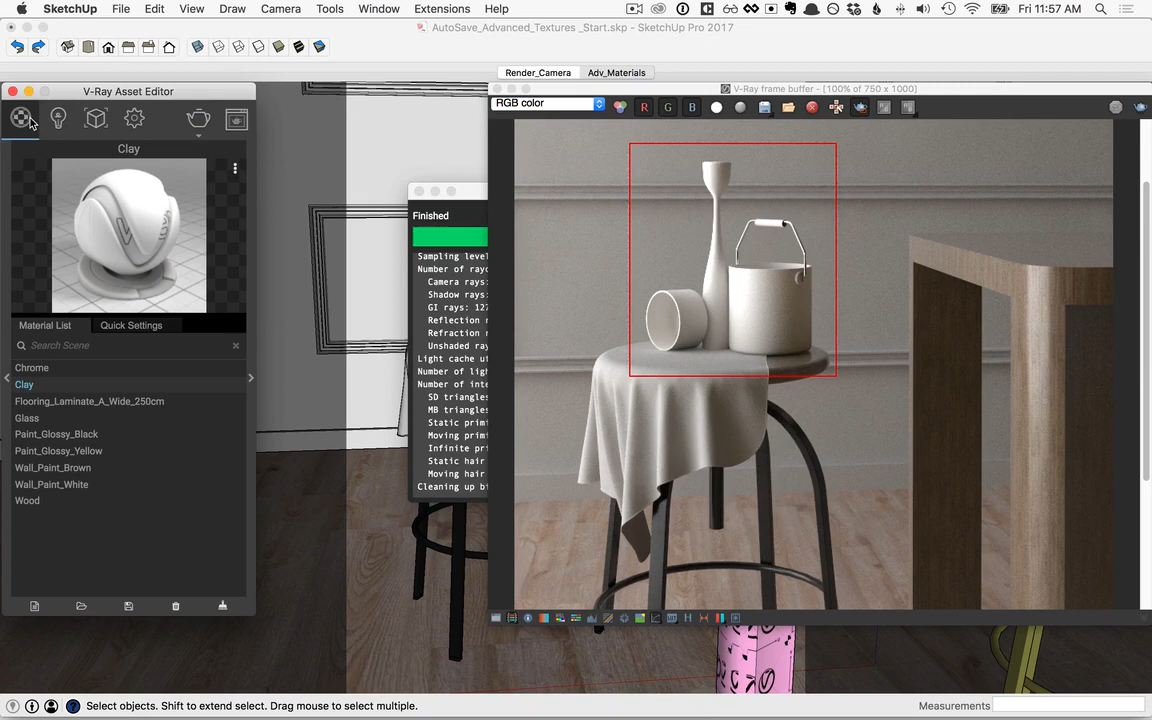 SketchUp File Edit View Draw Camera Tools Window Extensions Help Fri 11:57 AM
AutoSave_Advanced_Textures _Start.skp - SketchUp Pro 2017
Render_Camera Adv_Materials
V-Ray Asset Editor
V-Ray frame buffer - [100% of 750 x 1000]
RGB color
R G B
Clay
Finished
Sampling level
Number of rayc
Camera rays:
Shadow rays:
GI rays: 127
Reflection r
Refraction r
Unshaded ray
Light cache ut
Number of ligh
Number of inte
SD triangles
MB triangles
Static primi
Moving primi
Infinite pri
Static hair
Moving hair
Cleaning up bi
Material List Quick Settings
Search Scene
Chrome
Clay
Flooring_Laminate_A_Wide_250cm
Glass
Paint_Glossy_Black
Paint_Glossy_Yellow
Wall_Paint_Brown
Wall_Paint_White
Wood
Select objects. Shift to extend select. Drag mouse to select multiple.
Measurements